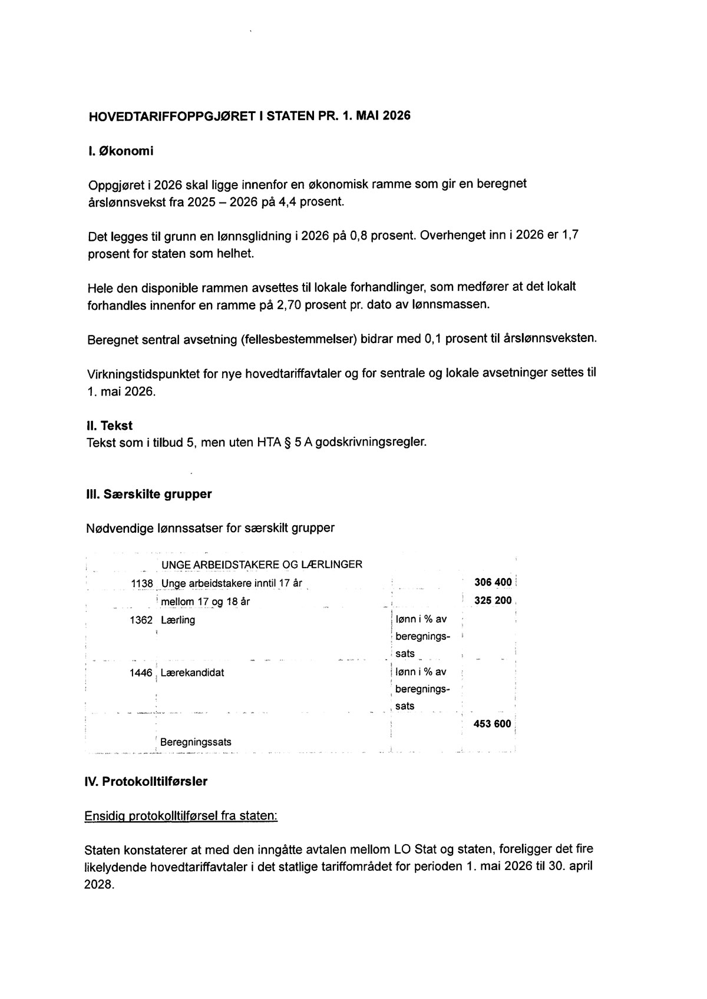 HOVEDTARIFFOPPGJØRET I STATEN PR. 1. MAI 2026
I. Økonomi
Oppgjøret i 2026 skal ligge innenfor en økonomisk ramme som gir en beregnet
årslønnsvekst fra 2025 – 2026 på 4,4 prosent.
Det legges til grunn en lønnsglidning i 2026 på 0,8 prosent. Overhenget inn i 2026 er 1,7
prosent for staten som helhet.
Hele den disponible rammen avsettes til lokale forhandlinger, som medfører at det lokalt
forhandles innenfor en ramme på 2,70 prosent pr. dato av lønnsmassen.
Beregnet sentral avsetning (fellesbestemmelser) bidrar med 0,1 prosent til årslønnsveksten.
Virkningstidspunktet for nye hovedtariffavtaler og for sentrale og lokale avsetninger settes til
1. mai 2026.
II. Tekst
Tekst som i tilbud 5, men uten HTA § 5 A godskrivningsregler.
III. Særskilte grupper
Nødvendige lønnssatser for særskilt grupper
UNGE ARBEIDSTAKERE OG LÆRLINGER
1138 Unge arbeidstakere inntil 17 år 306 400
mellom 17 og 18 år 325 200
1362 Lærling lønn i % av
beregnings-
sats
1446 Lærekandidat lønn i % av
beregnings-
sats
453 600
Beregningssats
IV. Protokolltilførsler
Ensidig protokolltilførsel fra staten:
Staten konstaterer at med den inngåtte avtalen mellom LO Stat og staten, foreligger det fire
likelydende hovedtariffavtaler i det statlige tariffområdet for perioden 1. mai 2026 til 30. april
2028.